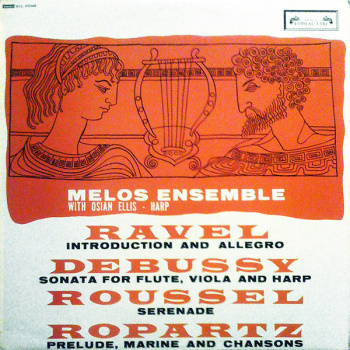 MELOS ENSEMBLE
WITH OSIAN ELLIS - HARP
RAVEL
INTRODUCTION AND ALLEGRO
DEBUSSY
SONATA FOR FLUTE, VIOLA AND HARP
ROUSSEL
SERENADE
ROPARTZ
PRELUDE, MARINE AND CHANSONS